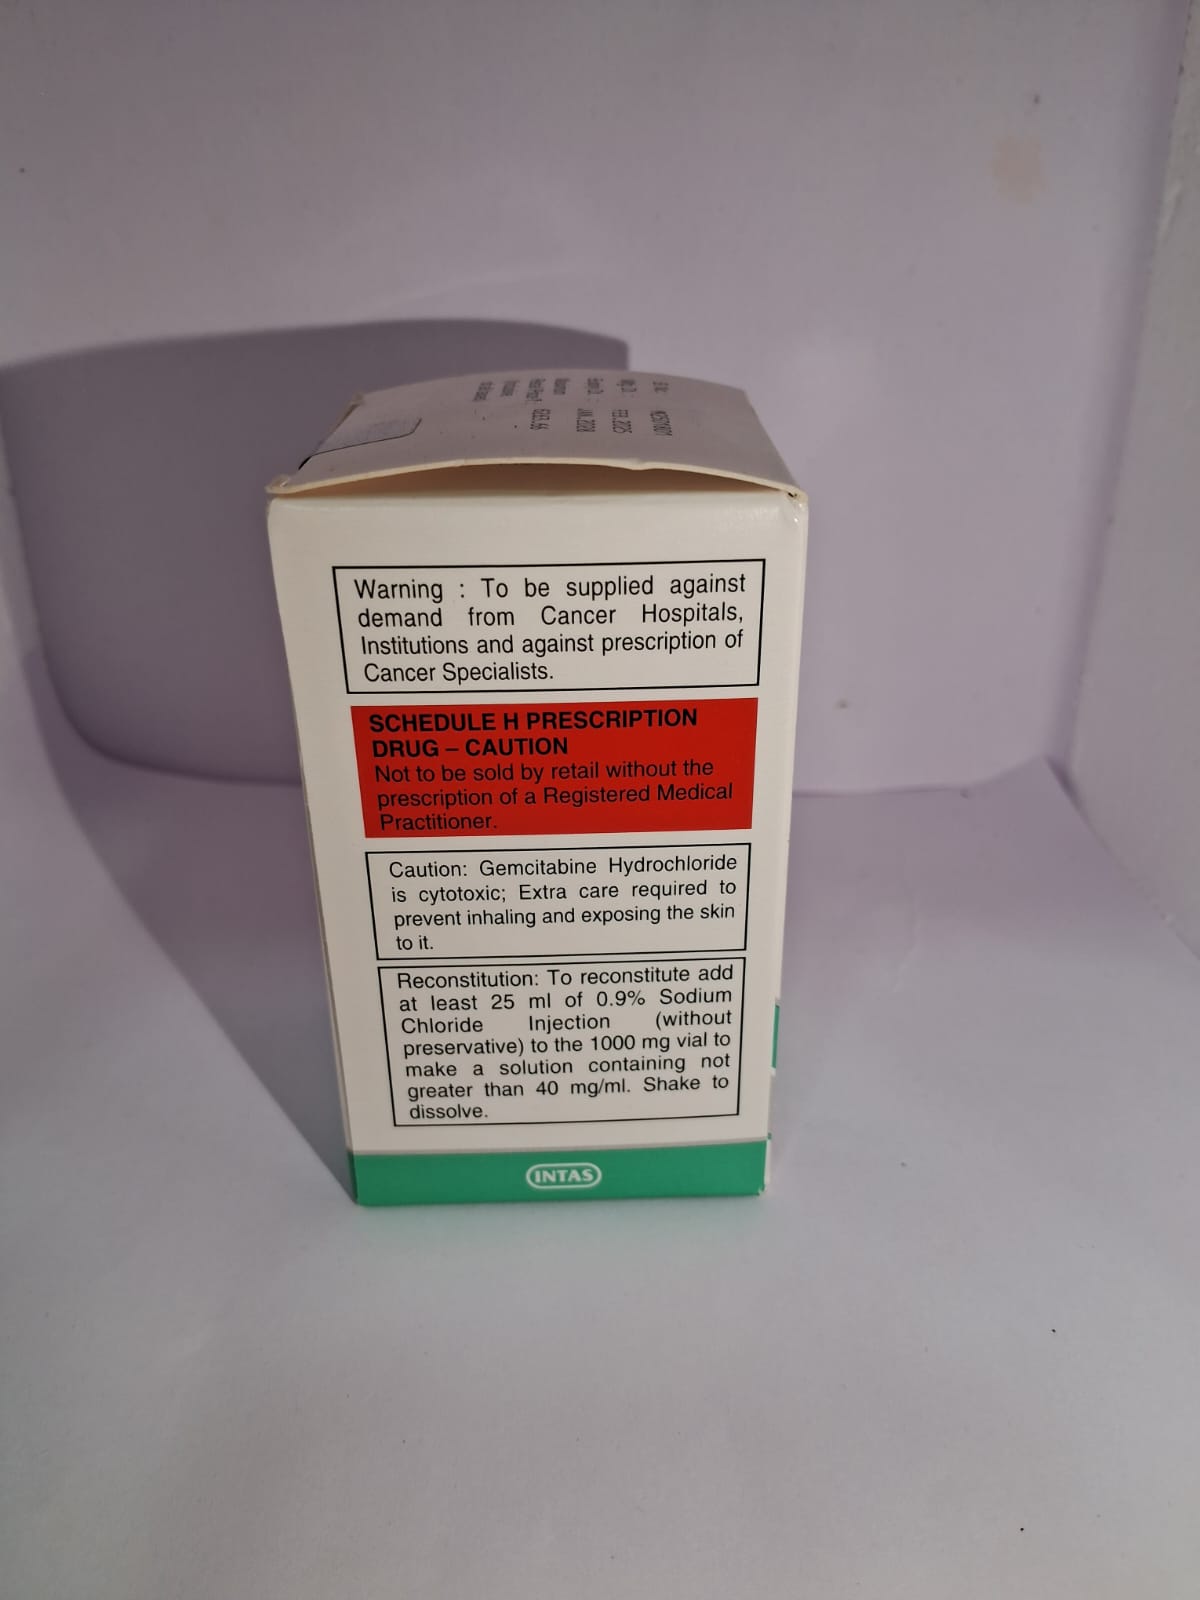 FEB.2025
JAN.2028
Warning : To be supplied against
demand from Cancer Hospitals,
Institutions and against prescription of
Cancer Specialists.
SCHEDULE H PRESCRIPTION
DRUG – CAUTION
Not to be sold by retail without the
prescription of a Registered Medical
Practitioner.
Caution: Gemcitabine Hydrochloride
is cytotoxic; Extra care required to
prevent inhaling and exposing the skin
to it.
Reconstitution: To reconstitute add
at least 25 ml of 0.9% Sodium
Chloride Injection (without
preservative) to the 1000 mg vial to
make a solution containing not
greater than 40 mg/ml. Shake to
dissolve.
INTAS